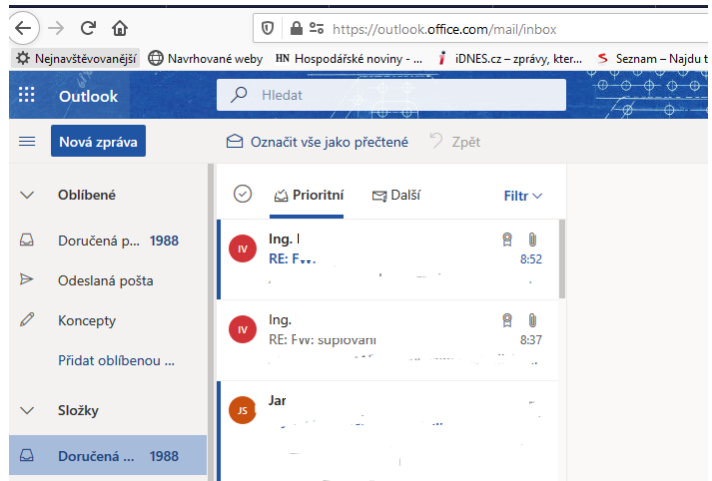 https://outlook.office.com/mail/inbox
Nejnavštěvovanější Navrhované weby HN Hospodářské noviny - ... iDNES.cz – zprávy, kter... Seznam – Najdu t
Outlook
Hledat
Nová zpráva
Označit vše jako přečtené
Zpět
Oblíbené
Doručená p... 1988
Odeslaná pošta
Koncepty
Přidat oblíbenou ...
Složky
Doručená ... 1988
Prioritní Další Filtr
IV Ing.
RE: 8:52
IV Ing.
RE: FW: suplování 8:37
JS Jar